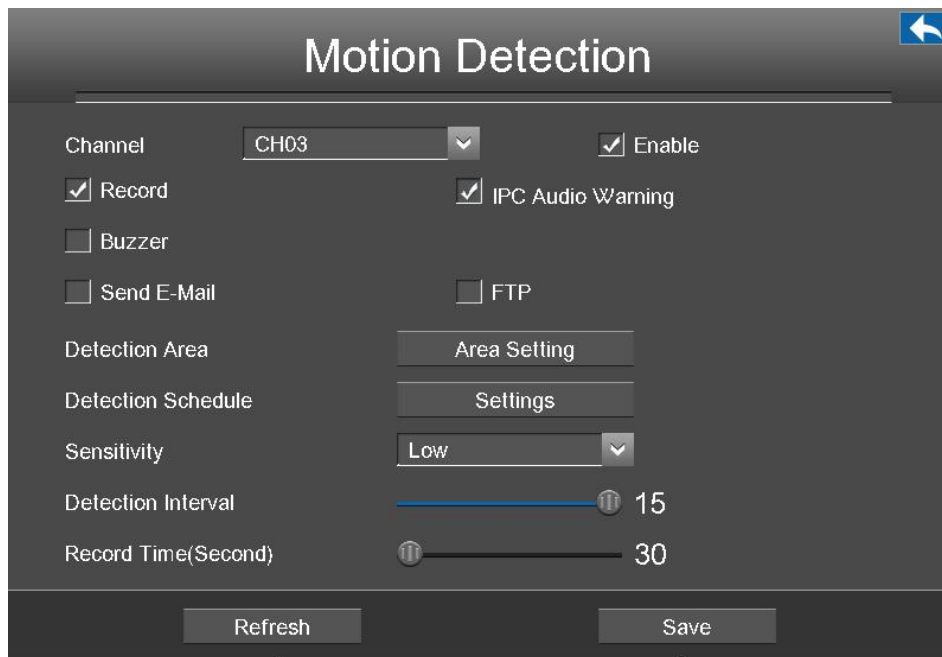 Motion Detection
Channel CH03 Enable
Record IPC Audio Warning
Buzzer
Send E-Mail FTP
Detection Area Area Setting
Detection Schedule Settings
Sensitivity Low
Detection Interval 15
Record Time(Second) 30
Refresh Save